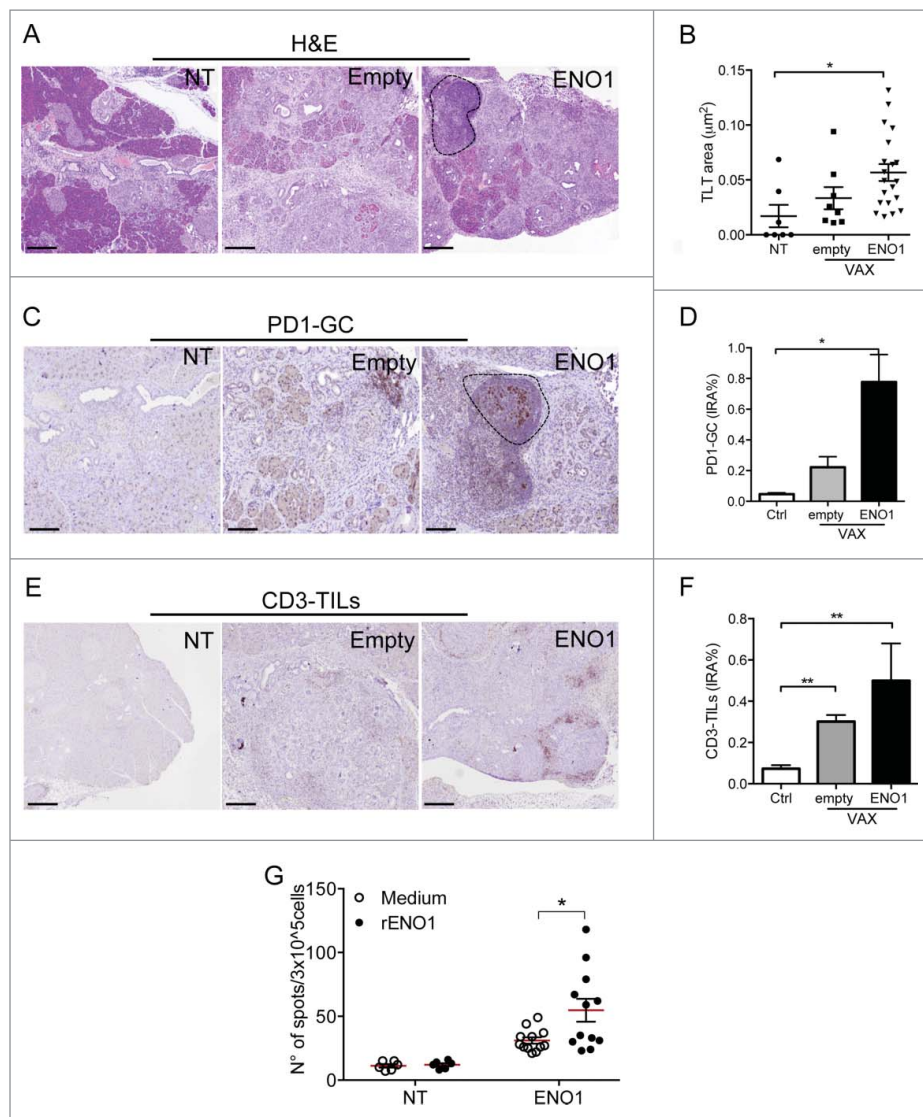 A
H&E
NT
Empty
ENO1
B
*
TLT area (μm²)
0.15
0.10
0.05
0.00
NT
empty
ENO1
VAX
C
PD1-GC
NT
Empty
ENO1
D
*
PD1-GC (IRA%)
1.0
0.8
0.6
0.4
0.2
0.0
Ctrl
empty
ENO1
VAX
E
CD3-TILs
NT
Empty
ENO1
F
**
**
CD3-TILs (IRA%)
0.8
0.6
0.4
0.2
0.0
Ctrl
empty
ENO1
VAX
G
N° of spots/3x10^5cells
150
100
50
0
Medium
rENO1
*
NT
ENO1